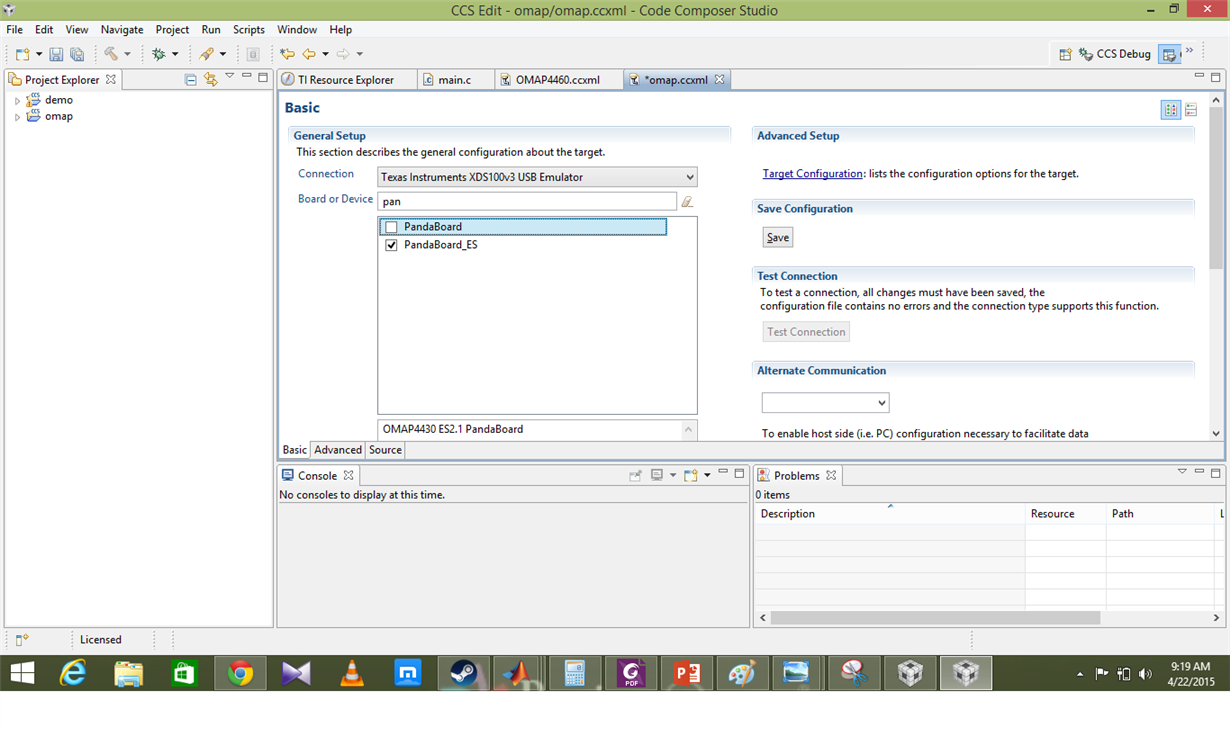 CCS Edit - omap/omap.ccxml - Code Composer Studio
File Edit View Navigate Project Run Scripts Window Help
CCS Debug
Project Explorer
TI Resource Explorer
main.c
OMAP4460.ccxml
*omap.ccxml
demo
omap
Basic
General Setup
This section describes the general configuration about the target.
Connection
Texas Instruments XDS100v3 USB Emulator
Board or Device
pan
PandaBoard
PandaBoard_ES
OMAP4430 ES2.1 PandaBoard
Advanced Setup
Target Configuration: lists the configuration options for the target.
Save Configuration
Save
Test Connection
To test a connection, all changes must have been saved, the
configuration file contains no errors and the connection type supports this function.
Test Connection
Alternate Communication
To enable host side (i.e. PC) configuration necessary to facilitate data
Basic Advanced Source
Console
No consoles to display at this time.
Problems
0 items
Description Resource Path L
Licensed
PDF
9:19 AM
4/22/2015